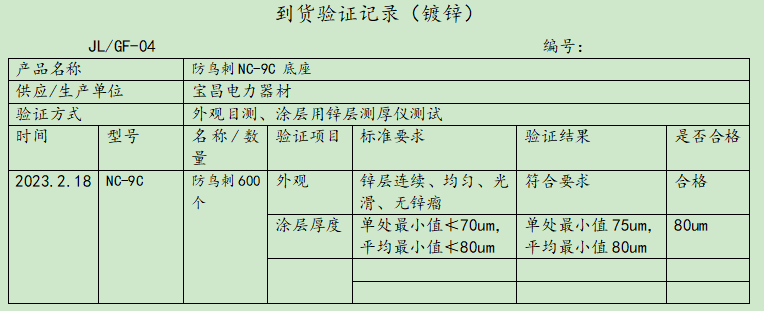 到货验证记录（镀锌）
JL/GF-04 编号：
产品名称 防鸟刺NC-9C 底座
供应/生产单位 宝昌电力器材
验证方式 外观目测、涂层用锌层测厚仪测试
时间 型号 名称/数 验证项目 标准要求 验证结果 是否合格
量
2023.2.18 NC-9C 防鸟刺600 外观 锌层连续、均匀、光 符合要求 合格
个 滑、无锌瘤
涂层厚度 单处最小值≮70um, 单处最小值 75um, 80um
平均最小值≮80um 平均最小值 80um